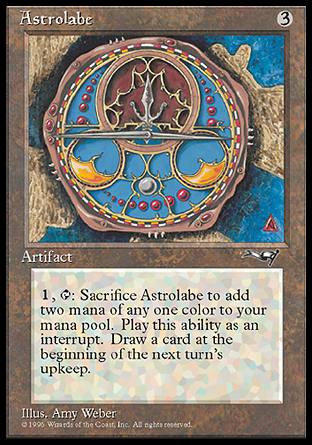 Astrolabe 3
Artifact
1, T: Sacrifice Astrolabe to add
two mana of any one color to your
mana pool. Play this ability as an
interrupt. Draw a card at the
beginning of the next turn's
upkeep.
Illus. Amy Weber
© 1996 Wizards of the Coast, Inc. All rights reserved.